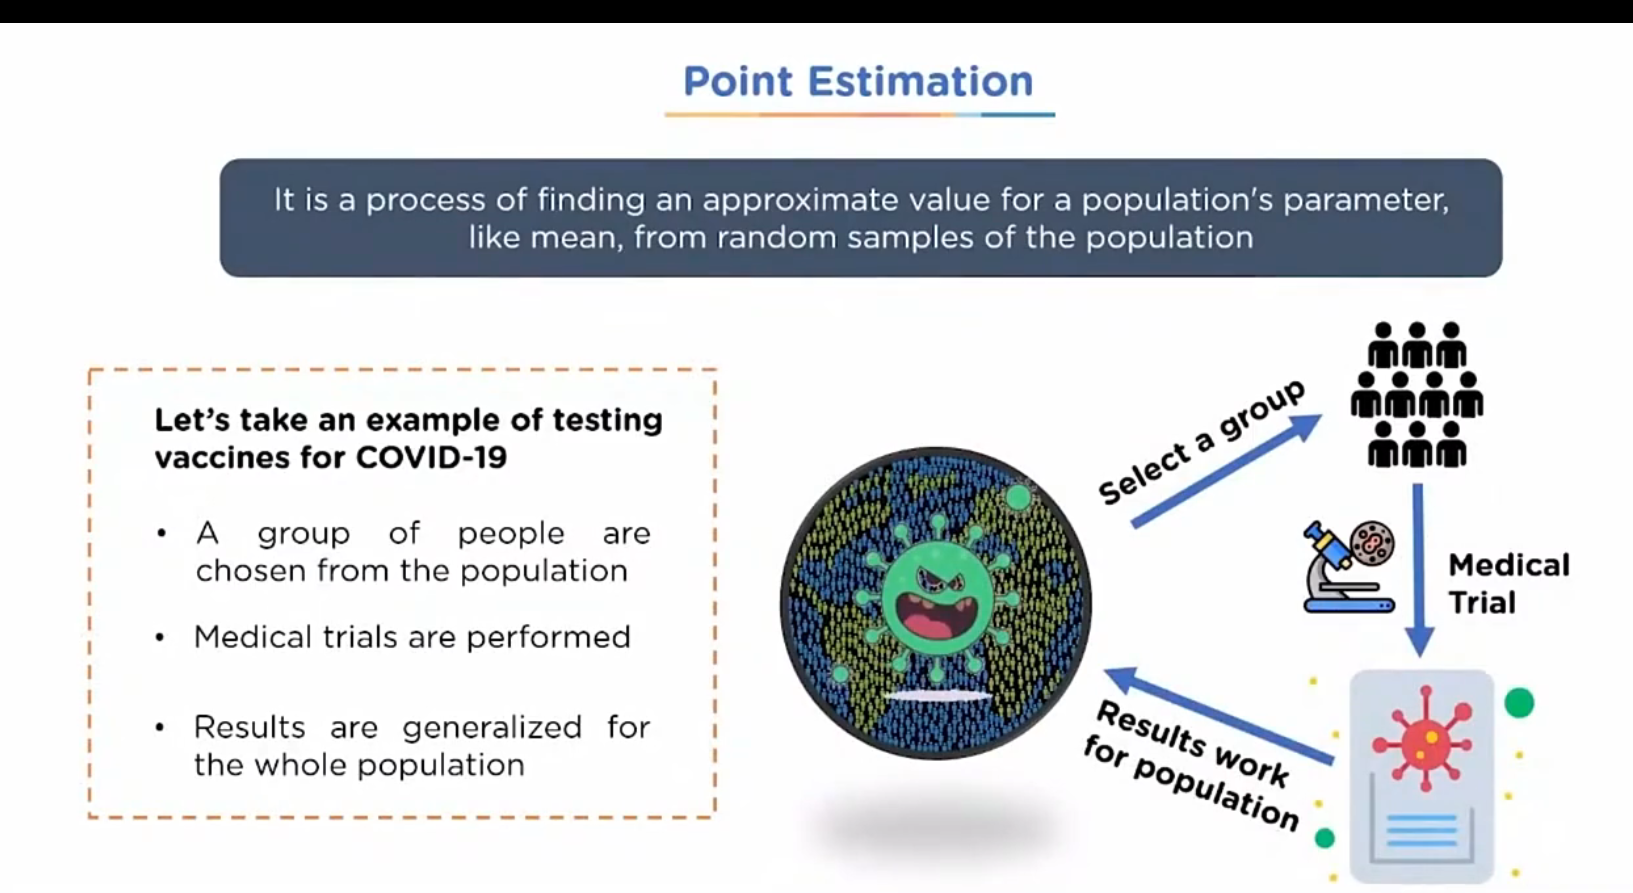 Point Estimation
It is a process of finding an approximate value for a population's parameter,
like mean, from random samples of the population
Let's take an example of testing
vaccines for COVID-19
• A group of people are
chosen from the population
• Medical trials are performed
• Results are generalized for
the whole population
Select a group
Medical
Trial
Results work
for population